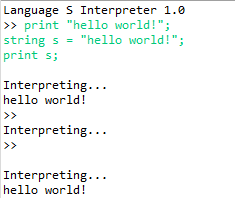 Language S Interpreter 1.0
>> print "hello world!";
string s = "hello world!";
print s;
Interpreting...
hello world!
>>
Interpreting...
>>
Interpreting...
hello world!